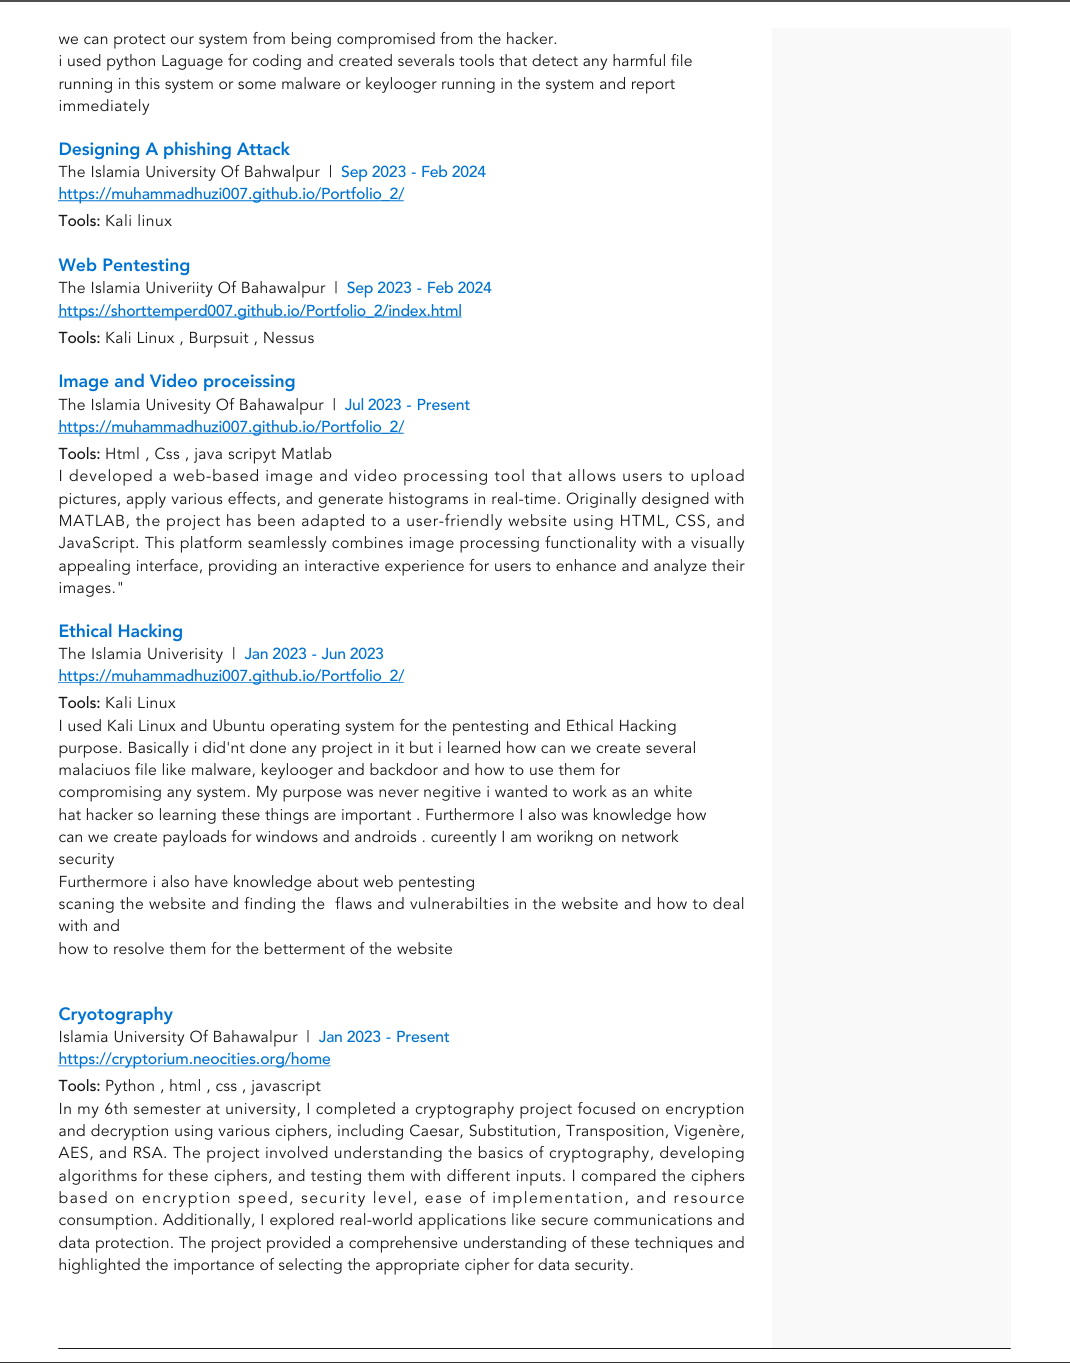 we can protect our system from being compromised from the hacker.
i used python Laguage for coding and created severals tools that detect any harmful file
running in this system or some malware or keylooger running in the system and report
immediately
Designing A phishing Attack
The Islamia University Of Bahwalpur | Sep 2023 - Feb 2024
https://muhammadhuzi007.github.io/Portfolio_2/
Tools: Kali linux
Web Pentesting
The Islamia Univeriity Of Bahawalpur | Sep 2023 - Feb 2024
https://shorttemperd007.github.io/Portfolio_2/index.html
Tools: Kali Linux , Burpsuit , Nessus
Image and Video proceissing
The Islamia Univesity Of Bahawalpur | Jul 2023 - Present
https://muhammadhuzi007.github.io/Portfolio_2/
Tools: Html , Css , java scripyt Matlab
I developed a web-based image and video processing tool that allows users to upload
pictures, apply various effects, and generate histograms in real-time. Originally designed with
MATLAB, the project has been adapted to a user-friendly website using HTML, CSS, and
JavaScript. This platform seamlessly combines image processing functionality with a visually
appealing interface, providing an interactive experience for users to enhance and analyze their
images."
Ethical Hacking
The Islamia Univerisity | Jan 2023 - Jun 2023
https://muhammadhuzi007.github.io/Portfolio_2/
Tools: Kali Linux
I used Kali Linux and Ubuntu operating system for the pentesting and Ethical Hacking
purpose. Basically i did'nt done any project in it but i learned how can we create several
malaciuos file like malware, keylooger and backdoor and how to use them for
compromising any system. My purpose was never negitive i wanted to work as an white
hat hacker so learning these things are important . Furthermore I also was knowledge how
can we create payloads for windows and androids . cureently I am worikng on network
security
Furthermore i also have knowledge about web pentesting
scaning the website and finding the flaws and vulnerabilties in the website and how to deal
with and
how to resolve them for the betterment of the website
Cryotography
Islamia University Of Bahawalpur | Jan 2023 - Present
https://cryptorium.neocities.org/home
Tools: Python , html , css , javascript
In my 6th semester at university, I completed a cryptography project focused on encryption
and decryption using various ciphers, including Caesar, Substitution, Transposition, Vigenère,
AES, and RSA. The project involved understanding the basics of cryptography, developing
algorithms for these ciphers, and testing them with different inputs. I compared the ciphers
based on encryption speed, security level, ease of implementation, and resource
consumption. Additionally, I explored real-world applications like secure communications and
data protection. The project provided a comprehensive understanding of these techniques and
highlighted the importance of selecting the appropriate cipher for data security.